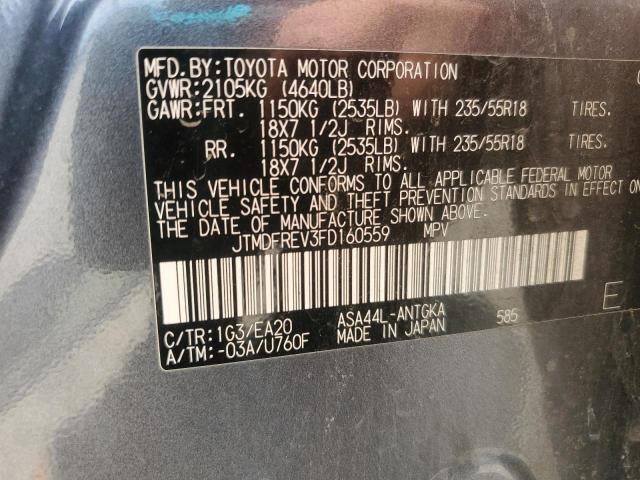 MFD.BY:TOYOTA MOTOR CORPORATION
GVWR:2105KG (4640LB)
GAWR:FRT. 1150KG (2535LB) WITH 235/55R18 TIRES.
18X7 1/2J RIMS.
RR. 1150KG (2535LB) WITH 235/55R18 TIRES.
18X7 1/2J RIMS.
THIS VEHICLE CONFORMS TO ALL APPLICABLE FEDERAL MOTOR
VEHICLE SAFETY AND THEFT PREVENTION STANDARDS IN EFFECT ON
THE DATE OF MANUFACTURE SHOWN ABOVE.
JTMDFREV3FD160559 MPV
C/TR:1G3/EA20 ASA44L-ANTGKA 585 E
A/TM:-03A/U760F MADE IN JAPAN